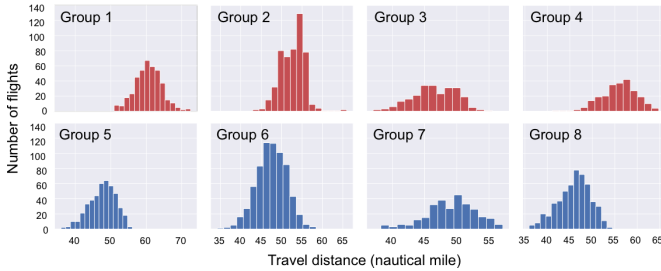 Number of flights
140
120
100
80
60
40
20
0
Group 1
Group 2
Group 3
Group 4
140
120
100
80
60
40
20
0
Group 5
Group 6
Group 7
Group 8
40 60 70
35 40 45 50 55 60 65
40 45 50 55
35 40 45 50 55 60 65
Travel distance (nautical mile)